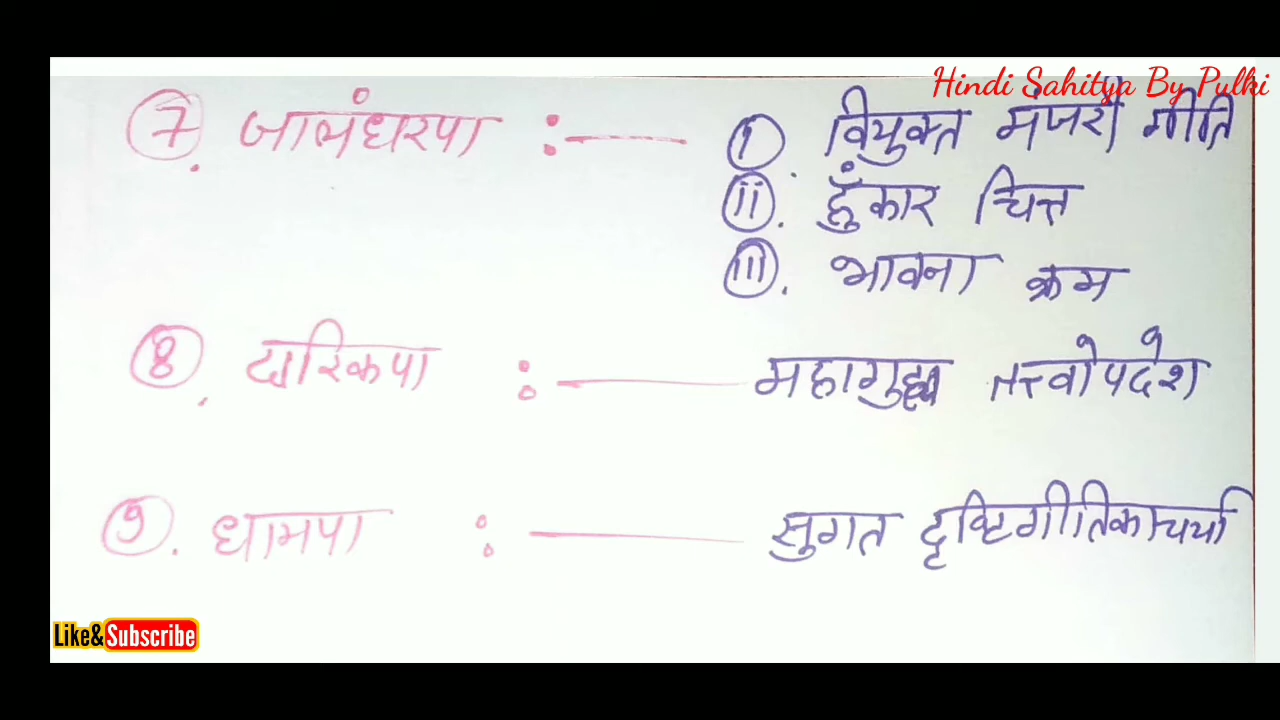 Hindi Sahitya By Pulki
7. जालंधरपा :— i. वियुक्त मंजरी गीति
ii. हुँकार चित्त
iii. भावना क्रम
8. दारिकपा :— महागुह्य तत्त्वोपदेश
9. धामपा :— सुगत दृष्टिगीतिकाचर्या
Like& Subscribe